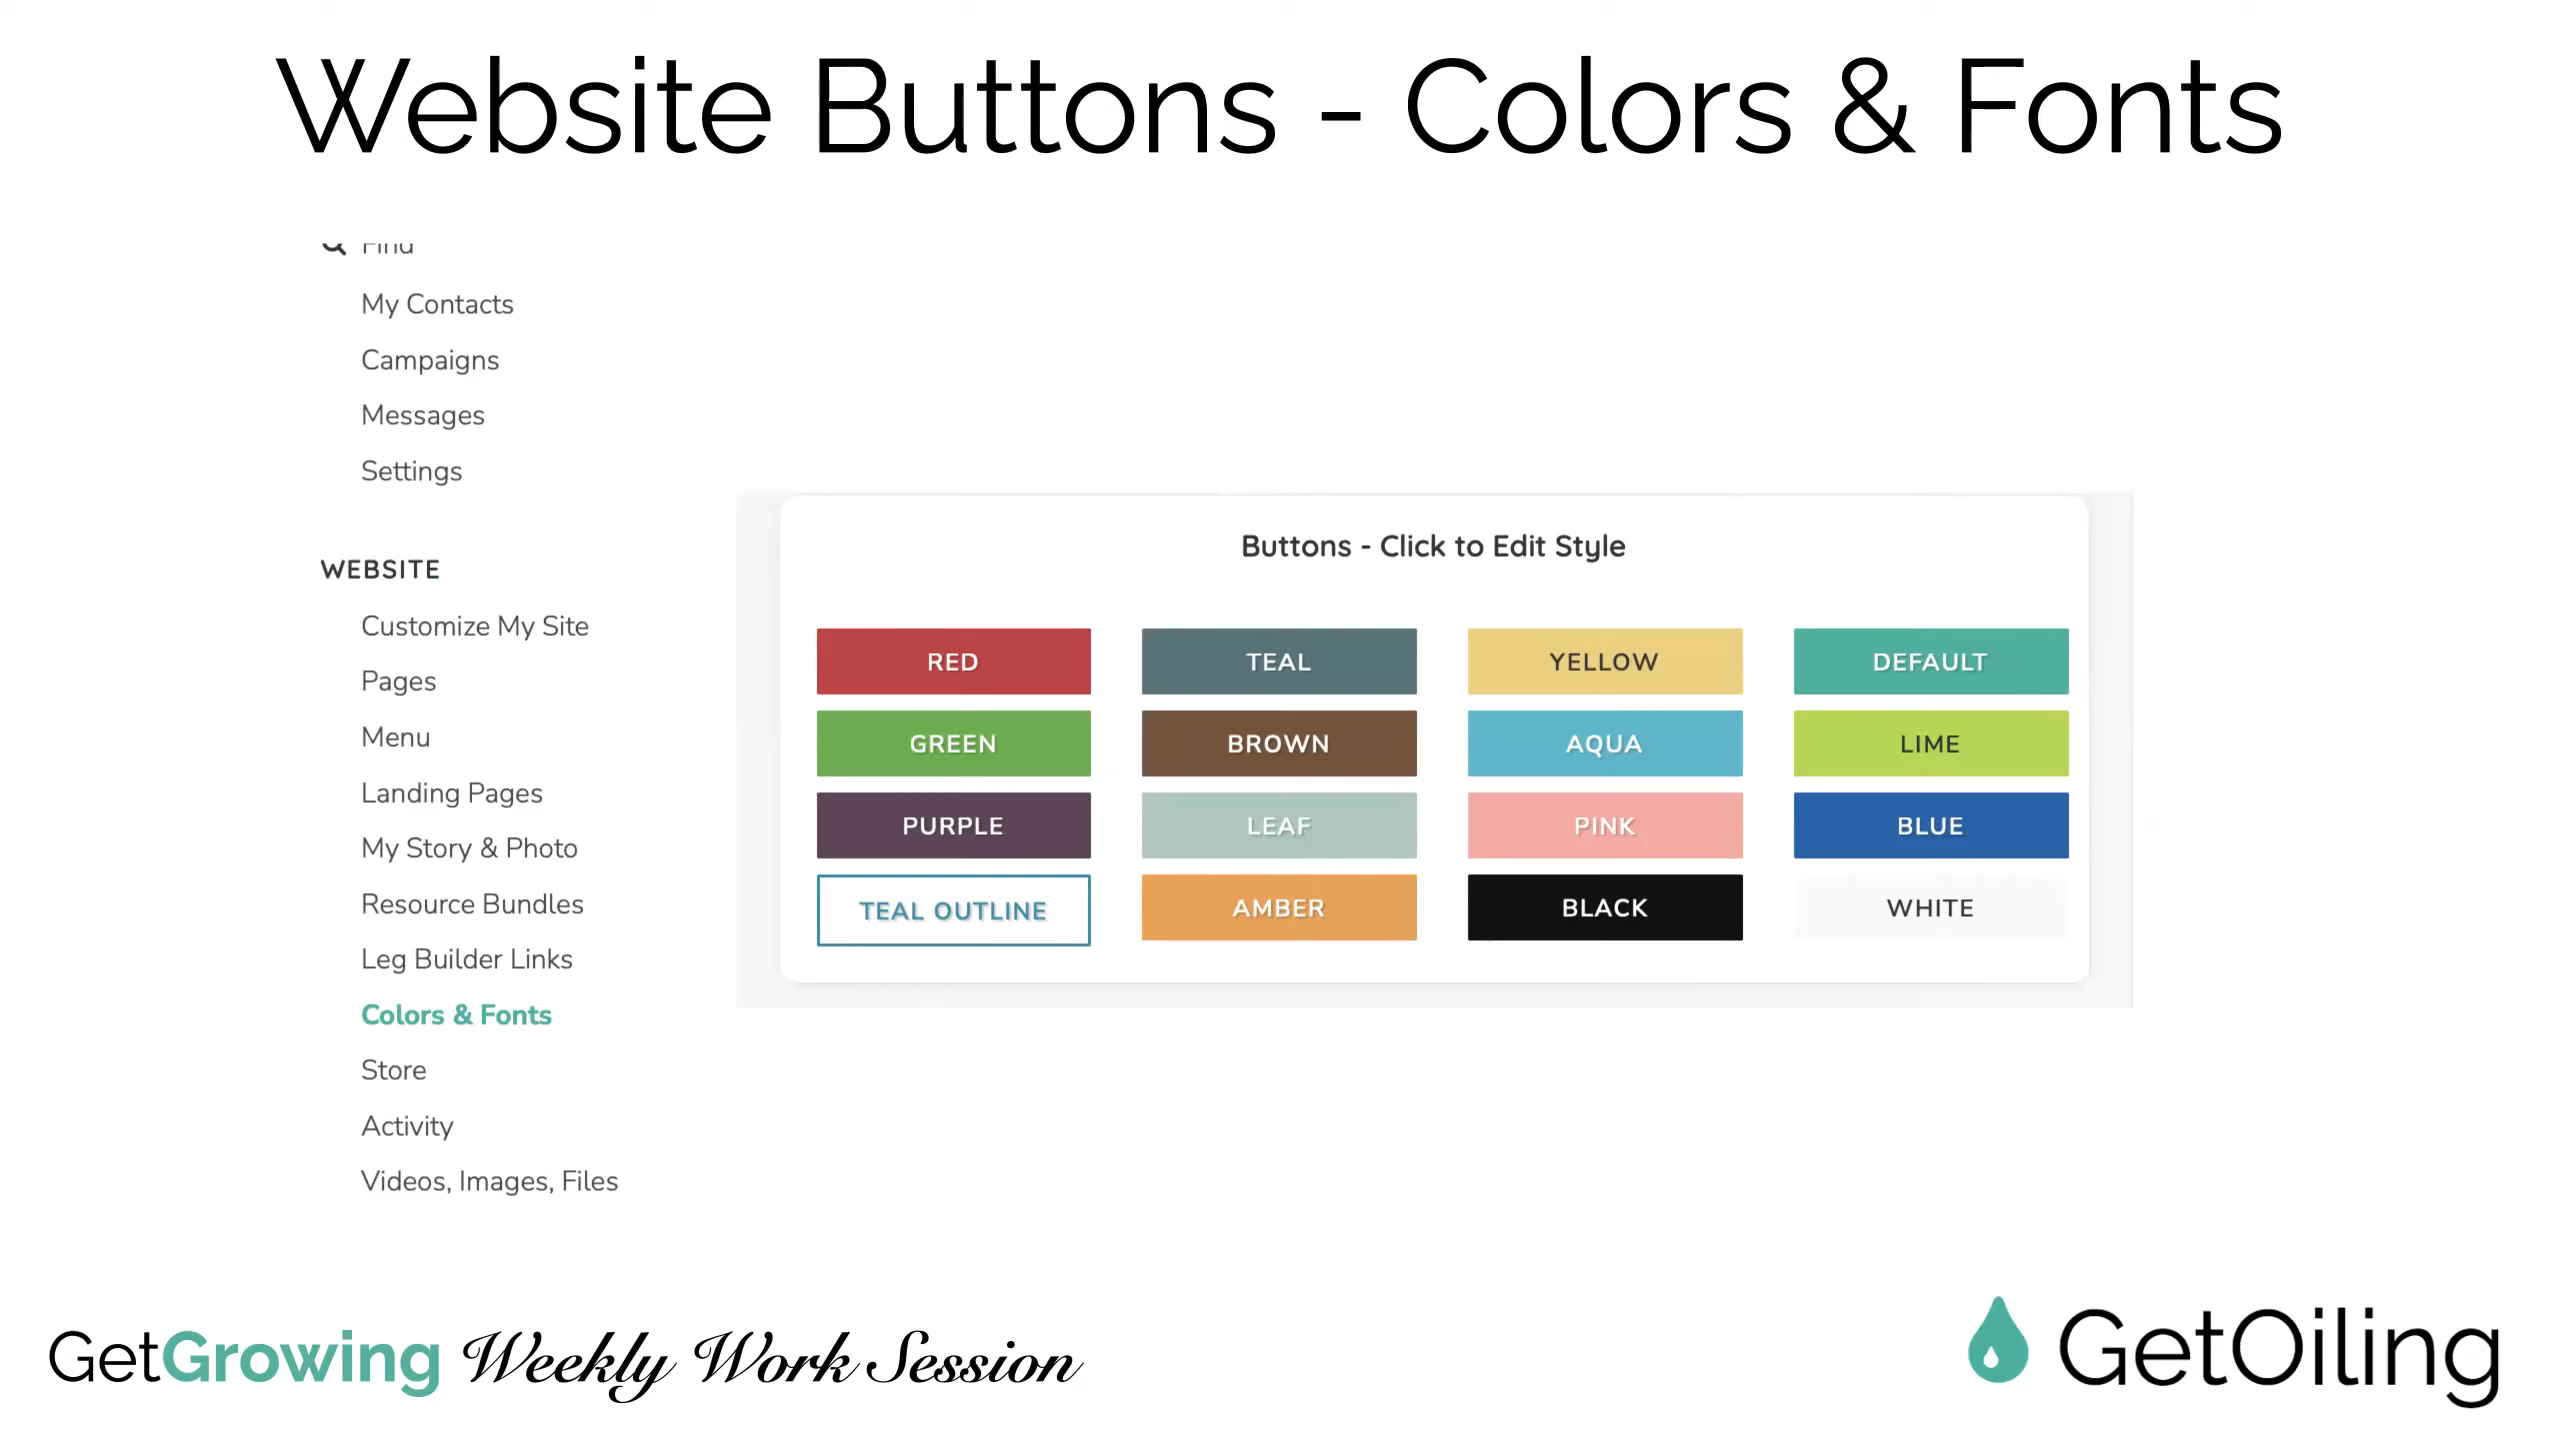 Website Buttons - Colors & Fonts
Find
My Contacts
Campaigns
Messages
Settings
WEBSITE
Customize My Site
Pages
Menu
Landing Pages
My Story & Photo
Resource Bundles
Leg Builder Links
Colors & Fonts
Store
Activity
Videos, Images, Files
Buttons - Click to Edit Style
RED TEAL YELLOW DEFAULT
GREEN BROWN AQUA LIME
PURPLE LEAF PINK BLUE
TEAL OUTLINE AMBER BLACK WHITE
GetGrowing Weekly Work Session
GetOiling